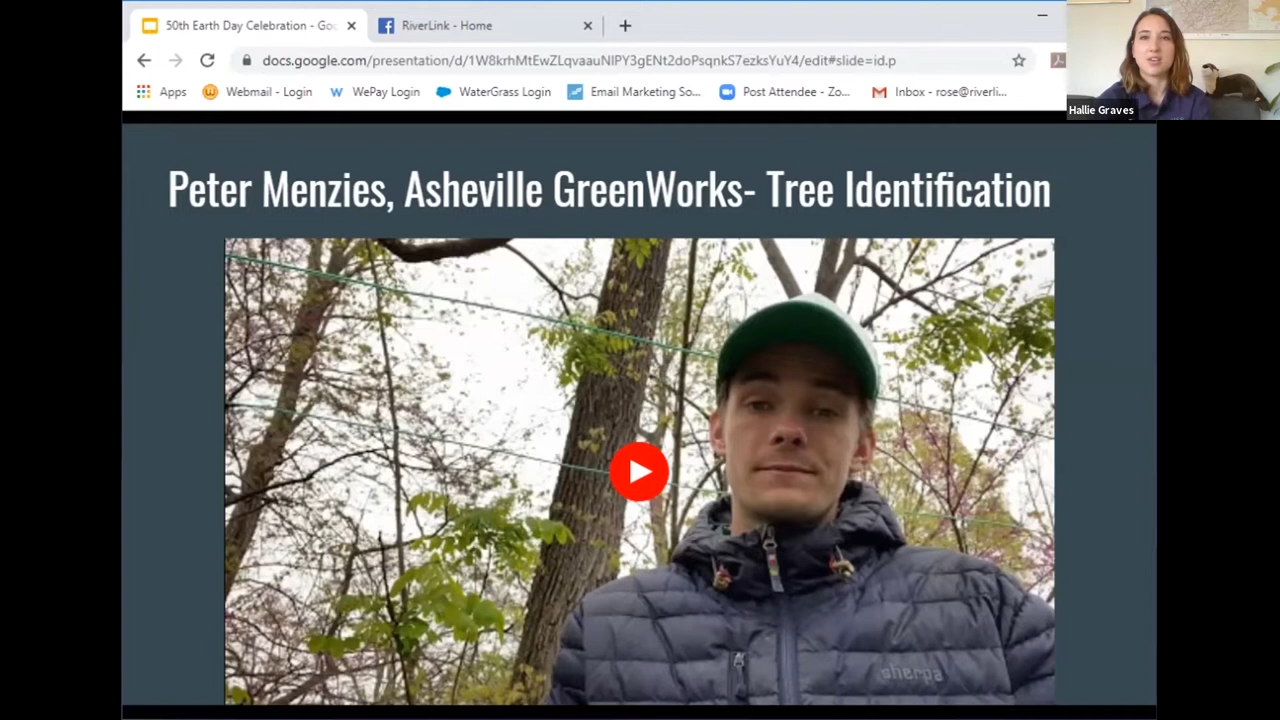 50th Earth Day Celebration - Goo
RiverLink - Home
docs.google.com/presentation/d/1W8krhMtEwZLqvaauNlPY3gENt2doPsqnkS7ezksYuY4/edit#slide=id.p
Apps
Webmail - Login
WePay Login
WaterGrass Login
Email Marketing So...
Post Attendee - Zo...
Inbox - rose@riverli...
Hallie Graves
Peter Menzies, Asheville GreenWorks- Tree Identification
sherpa